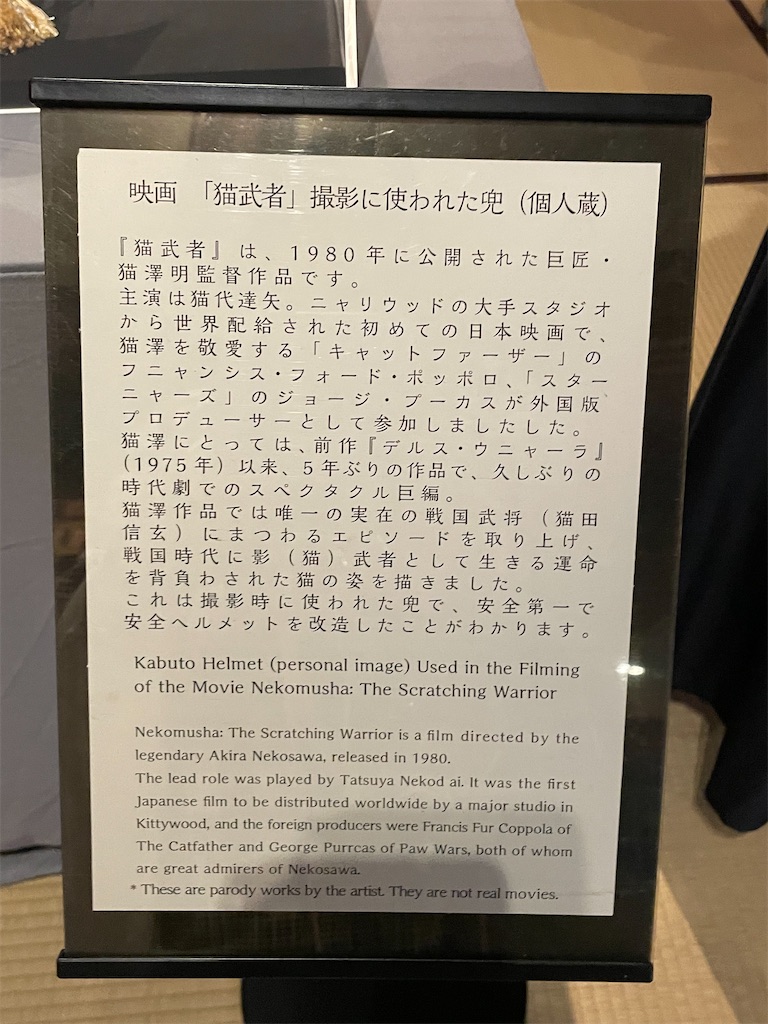 映画 「猫武者」撮影に使われた兜（個人蔵）
『猫武者』は、1980年に公開された巨匠・
猫澤明監督作品です。
主演は猫代達矢。ニャリウッドの大手スタジオ
から世界配給された初めての日本映画で、
猫澤を敬愛する「キャットファーザー」の
フニャンシス・フォード・ポッポロ、「スター
ニャーズ」のジョージ・プーカスが外国版
プロデューサーとして参加しましたした。
猫澤にとっては、前作『デルス・ウニャーラ』
（1975年）以来、5年ぶりの作品で、久しぶりの
時代劇でのスペクタクル巨編。
猫澤作品では唯一の実在の戦国武将（猫田
信玄）にまつわるエピソードを取り上げ、
戦国時代に影（猫）武者として生きる運命
を背負わされた猫の姿を描きました。
これは撮影時に使われた兜で、安全第一で
安全ヘルメットを改造したことがわかります。
Kabuto Helmet (personal image) Used in the Filming
of the Movie Nekomusha: The Scratching Warrior
Nekomusha: The Scratching Warrior is a film directed by the
legendary Akira Nekosawa, released in 1980.
The lead role was played by Tatsuya Nekod ai. It was the first
Japanese film to be distributed worldwide by a major studio in
Kittywood, and the foreign producers were Francis Fur Coppola of
The Catfather and George Purrcas of Paw Wars, both of whom
are great admirers of Nekosawa.
* These are parody works by the artist. They are not real movies.